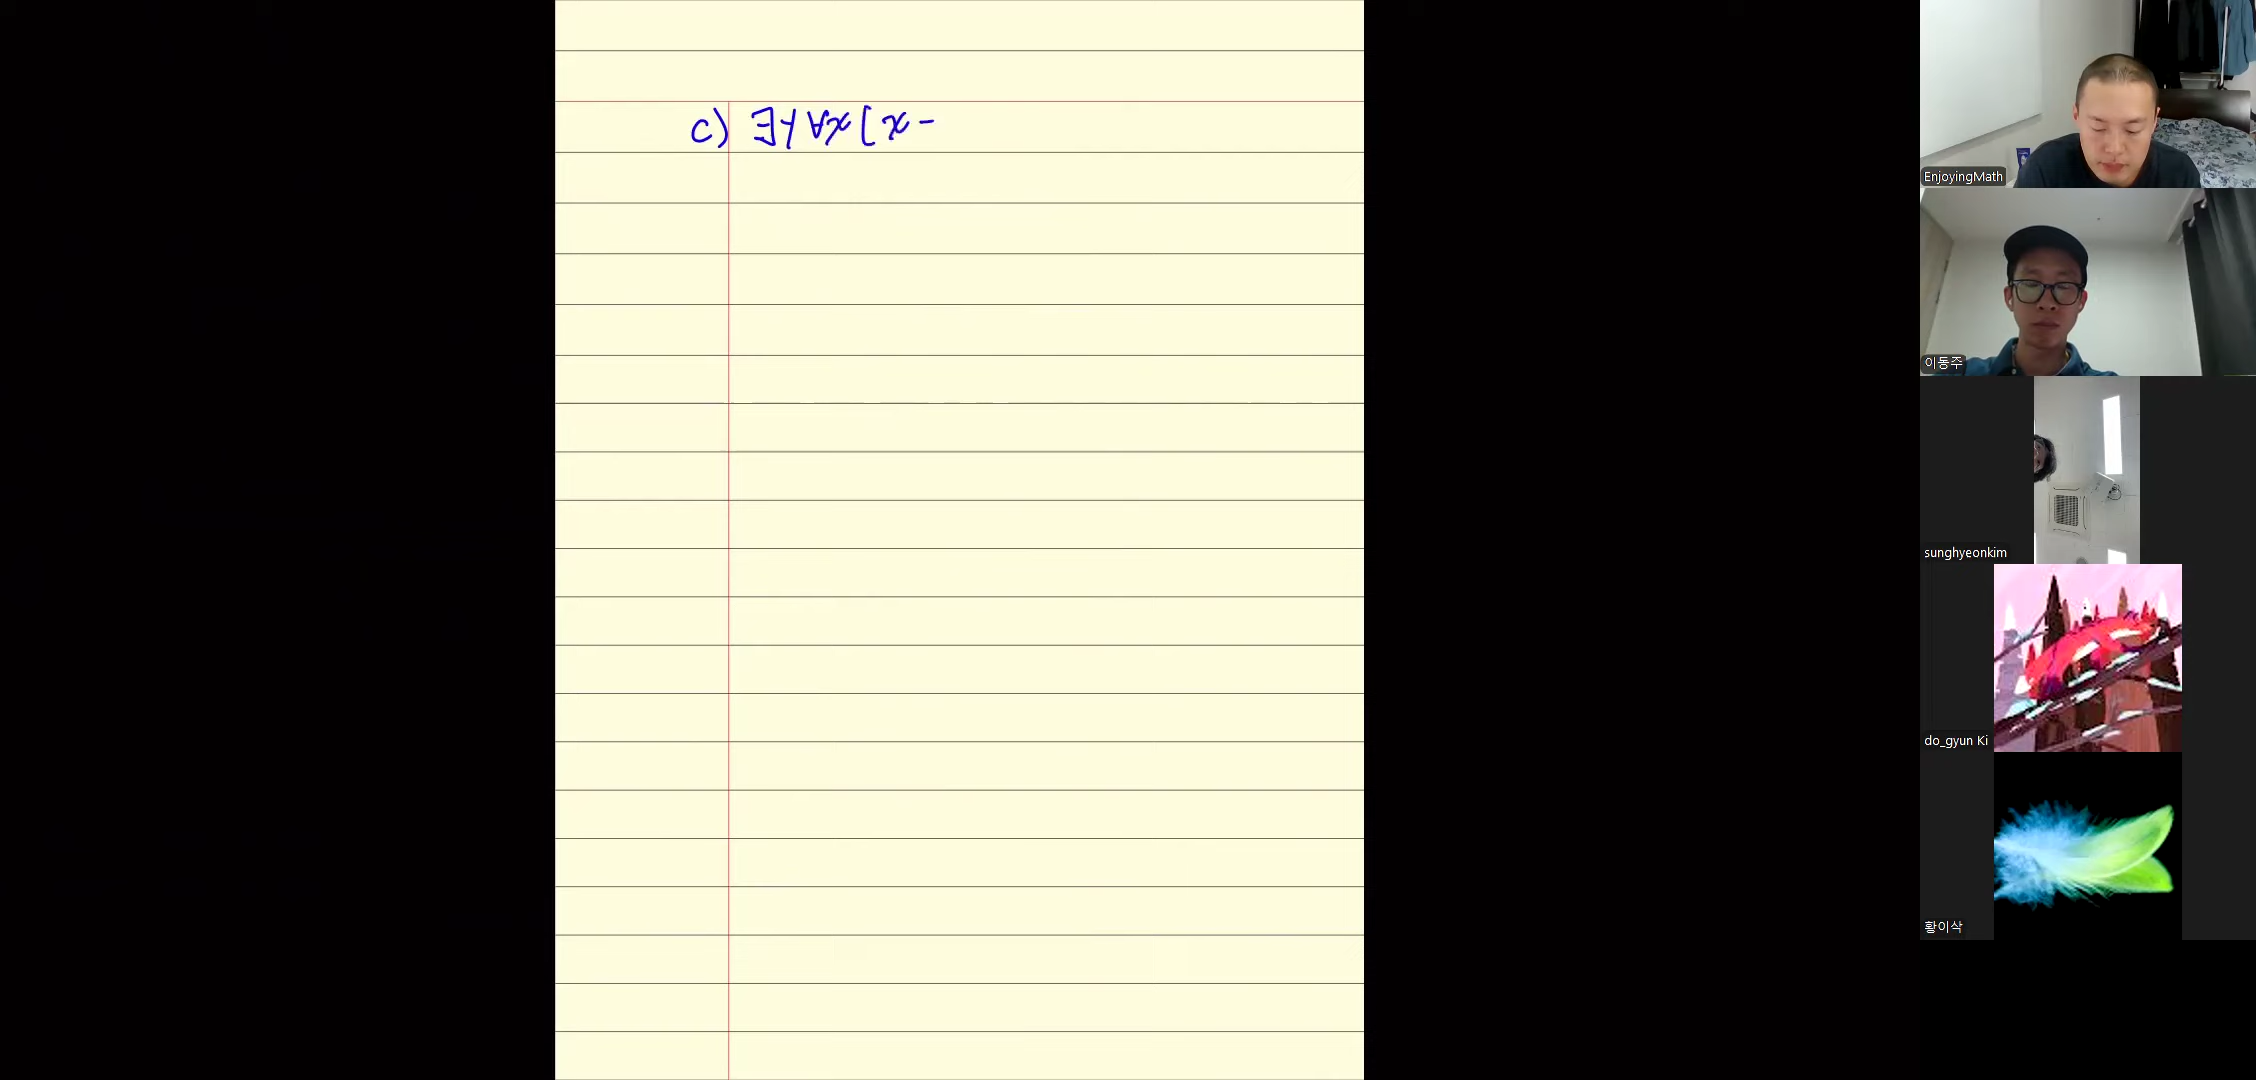 c) ∃y ∀x [ x -
EnjoyingMath
이동주
sunghyeonkim
do_gyun Ki
황이삭